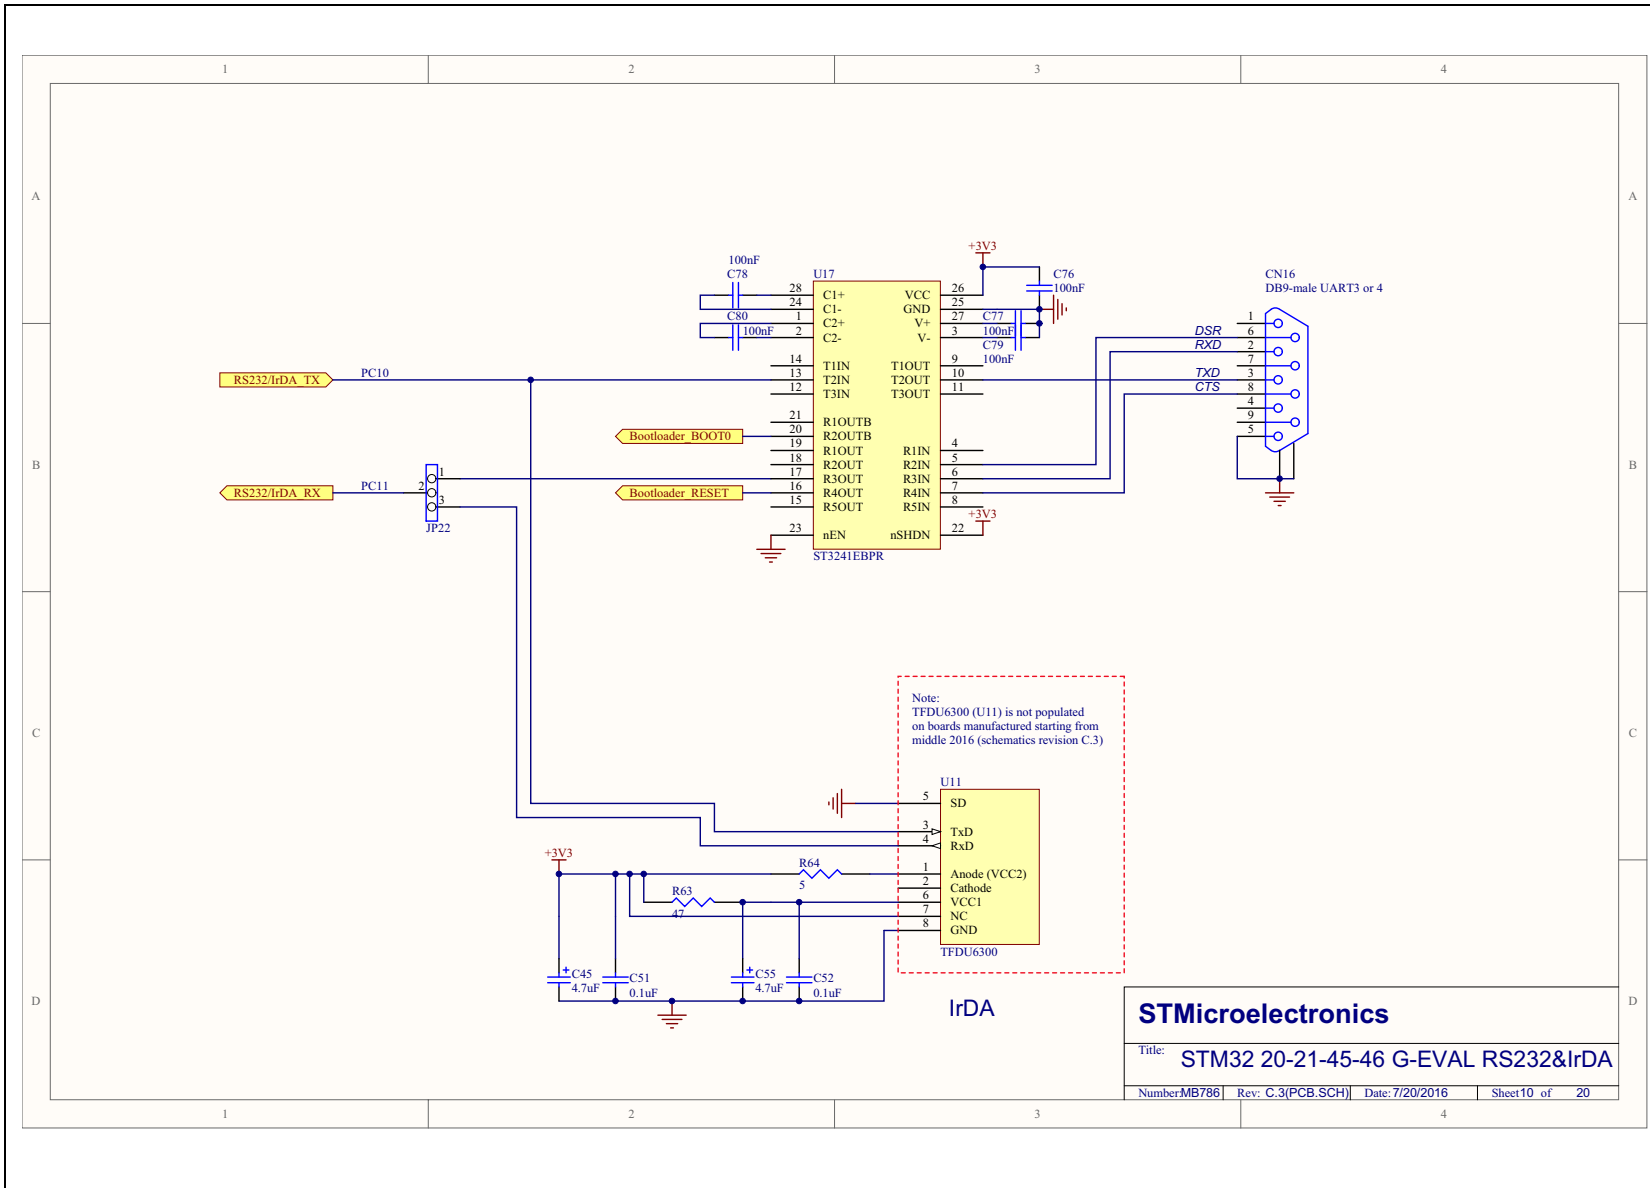 1 2 3 4
A A
+3V3
100nF
C78
U17
C76
100nF
CN16
DB9-male UART3 or 4
28 C1+ VCC 26
24 C1- GND 25
1 C2+ V+ 27
2 C2- V- 3
C80
100nF
C77
100nF
C79
100nF
14 T1IN T1OUT 9
13 T2IN T2OUT 10
12 T3IN T3OUT 11
21 R1OUTB
20 R2OUTB
19 R1OUT R1IN 4
18 R2OUT R2IN 5
17 R3OUT R3IN 6
16 R4OUT R4IN 7
15 R5OUT R5IN 8
+3V3
23 nEN nSHDN 22
ST3241EBPR
1
DSR 6
RXD 2
7
TXD 3
CTS 8
4
9
5
RS232/IrDA_TX PC10
Bootloader_BOOT0
B B
RS232/IrDA_RX PC11
Bootloader_RESET
1
2
3
JP22
Note:
TFDU6300 (U11) is not populated
on boards manufactured starting from
middle 2016 (schematics revision C.3)
C C
U11
5 SD
3 TxD
4 RxD
1 Anode (VCC2)
2 Cathode
6 VCC1
7 NC
8 GND
TFDU6300
+3V3
R64
5
R63
47
C45
4.7uF
C51
0.1uF
C55
4.7uF
C52
0.1uF
IrDA
D D
STMicroelectronics
Title: STM32 20-21-45-46 G-EVAL RS232&IrDA
Number:MB786 Rev: C.3(PCB.SCH) Date:7/20/2016 Sheet10 of 20
1 2 3 4